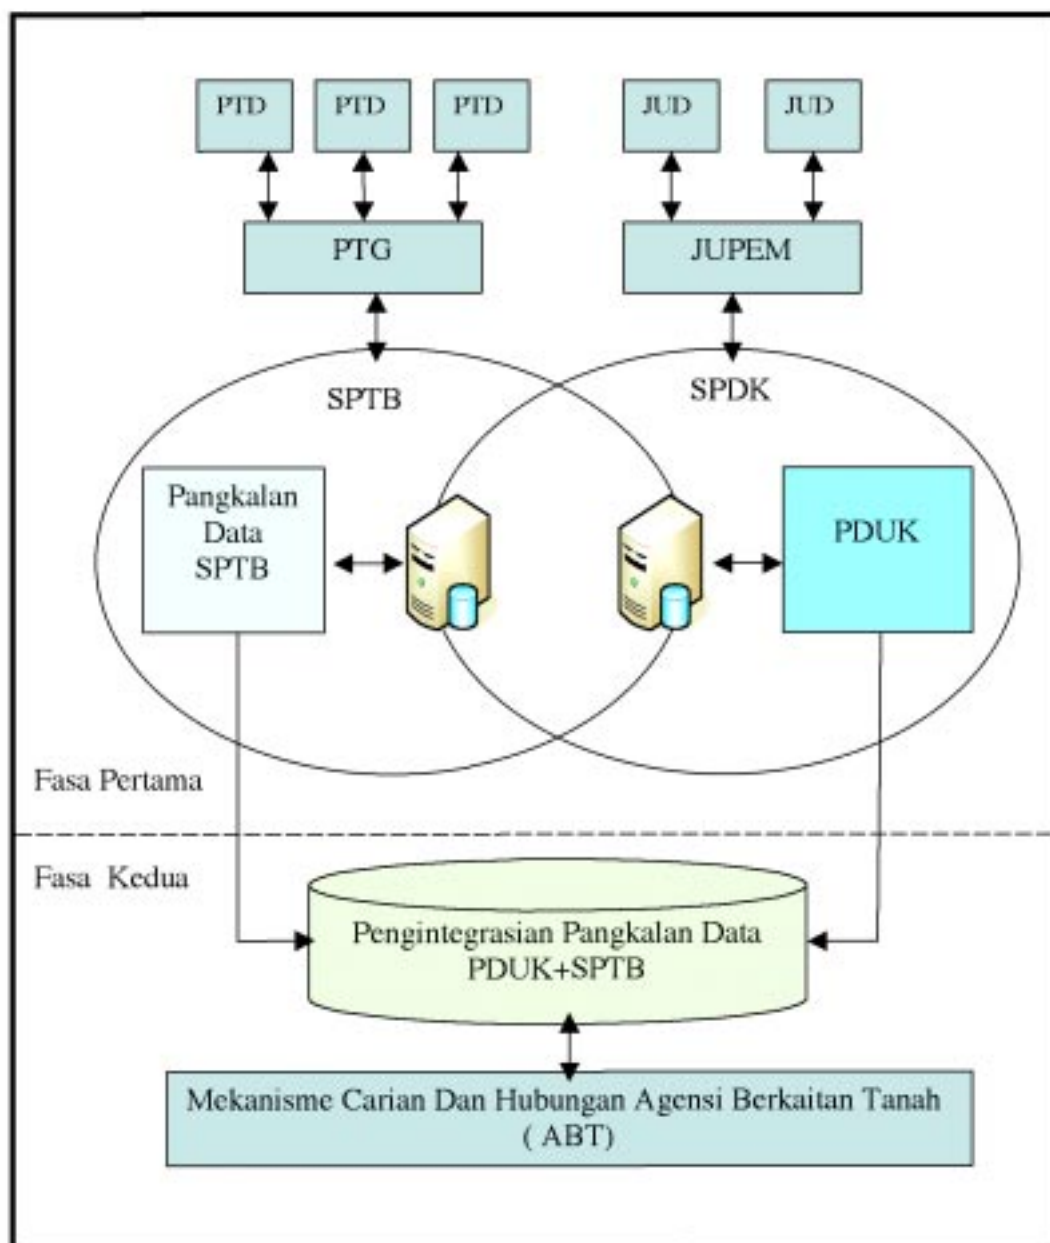 PTD
PTD
PTD
JUD
JUD
PTG
JUPEM
SPTB
SPDK
Pangkalan
Data
SPTB
PDUK
Fasa Pertama
Fasa Kedua
Pengintegrasian Pangkalan Data
PDUK+SPTB
Mekanisme Carian Dan Hubungan Agensi Berkaitan Tanah
( ABT)